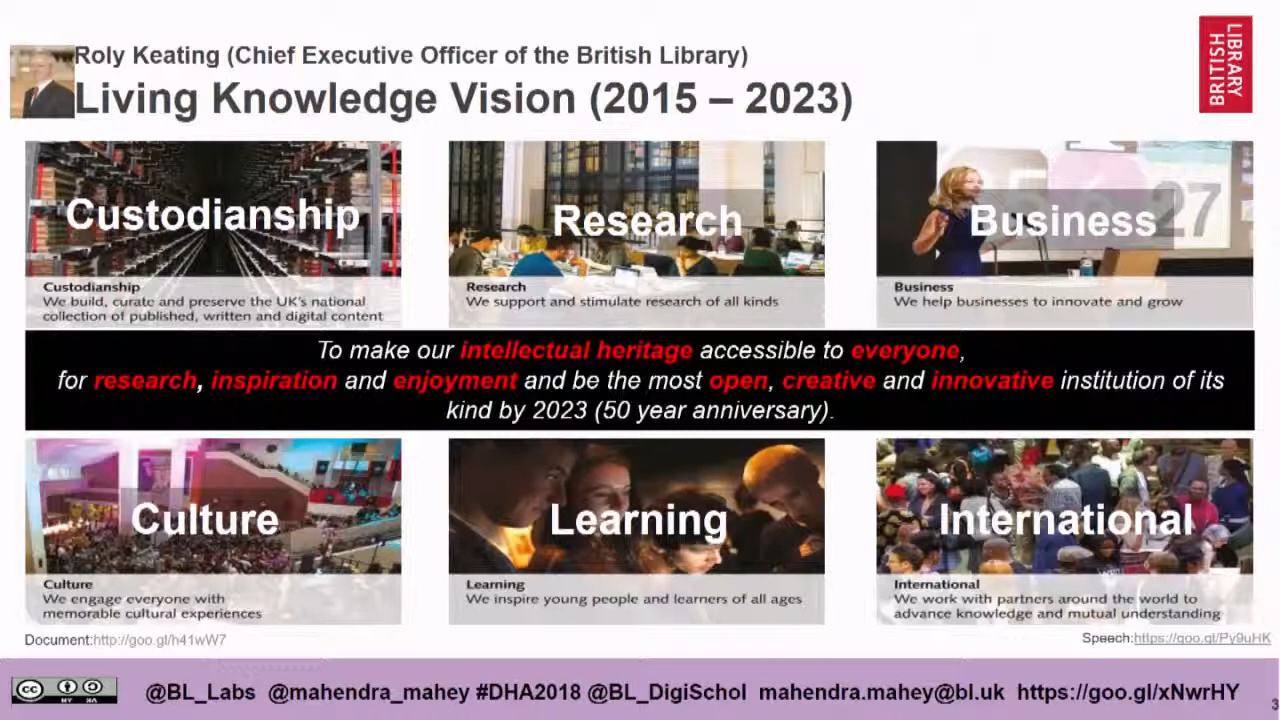 Roly Keating (Chief Executive Officer of the British Library)
Living Knowledge Vision (2015 – 2023)
BRITISH
LIBRARY
Custodianship
Custodianship
We build, curate and preserve the UK's national
collection of published, written and digital content
Research
Research
We support and stimulate research of all kinds
27
Business
Business
We help businesses to innovate and grow
To make our intellectual heritage accessible to everyone,
for research, inspiration and enjoyment and be the most open, creative and innovative institution of its
kind by 2023 (50 year anniversary).
Culture
Culture
We engage everyone with
memorable cultural experiences
Learning
Learning
We inspire young people and learners of all ages
International
International
We work with partners around the world to
advance knowledge and mutual understanding
Document:http://goo.gl/h41wW7
Speech:https://goo.gl/Py9uHK
cc
@BL_Labs @mahendra_mahey #DHA2018 @BL_DigiSchol mahendra.mahey@bl.uk https://goo.gl/xNwrHY
3